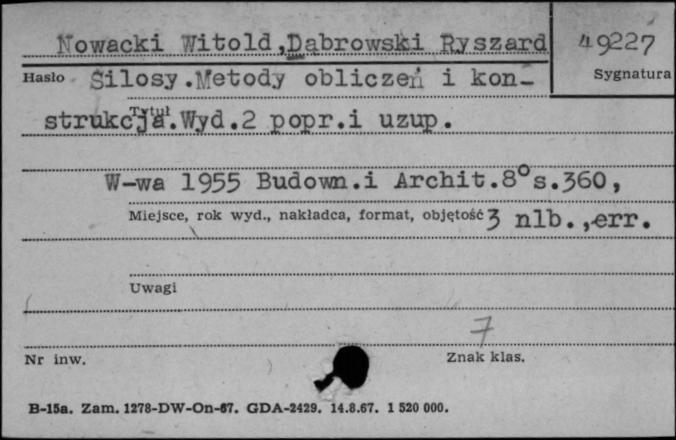 Nowacki Witold,Dąbrowski Ryszard
49227
Hasło
Sygnatura
Silosy.Metody obliczeń i kon-
strukcja.Wyd.2 popr.i uzup.
Tytuł
W-wa 1955 Budown.i Archit.8°s.360,
Miejsce, rok wyd., nakładca, format, objętość
3 nlb.,err.
Uwagi
7
Nr inw.
Znak klas.
B-15a. Zam. 1278-DW-On-67. GDA-2429. 14.8.67. 1 520 000.